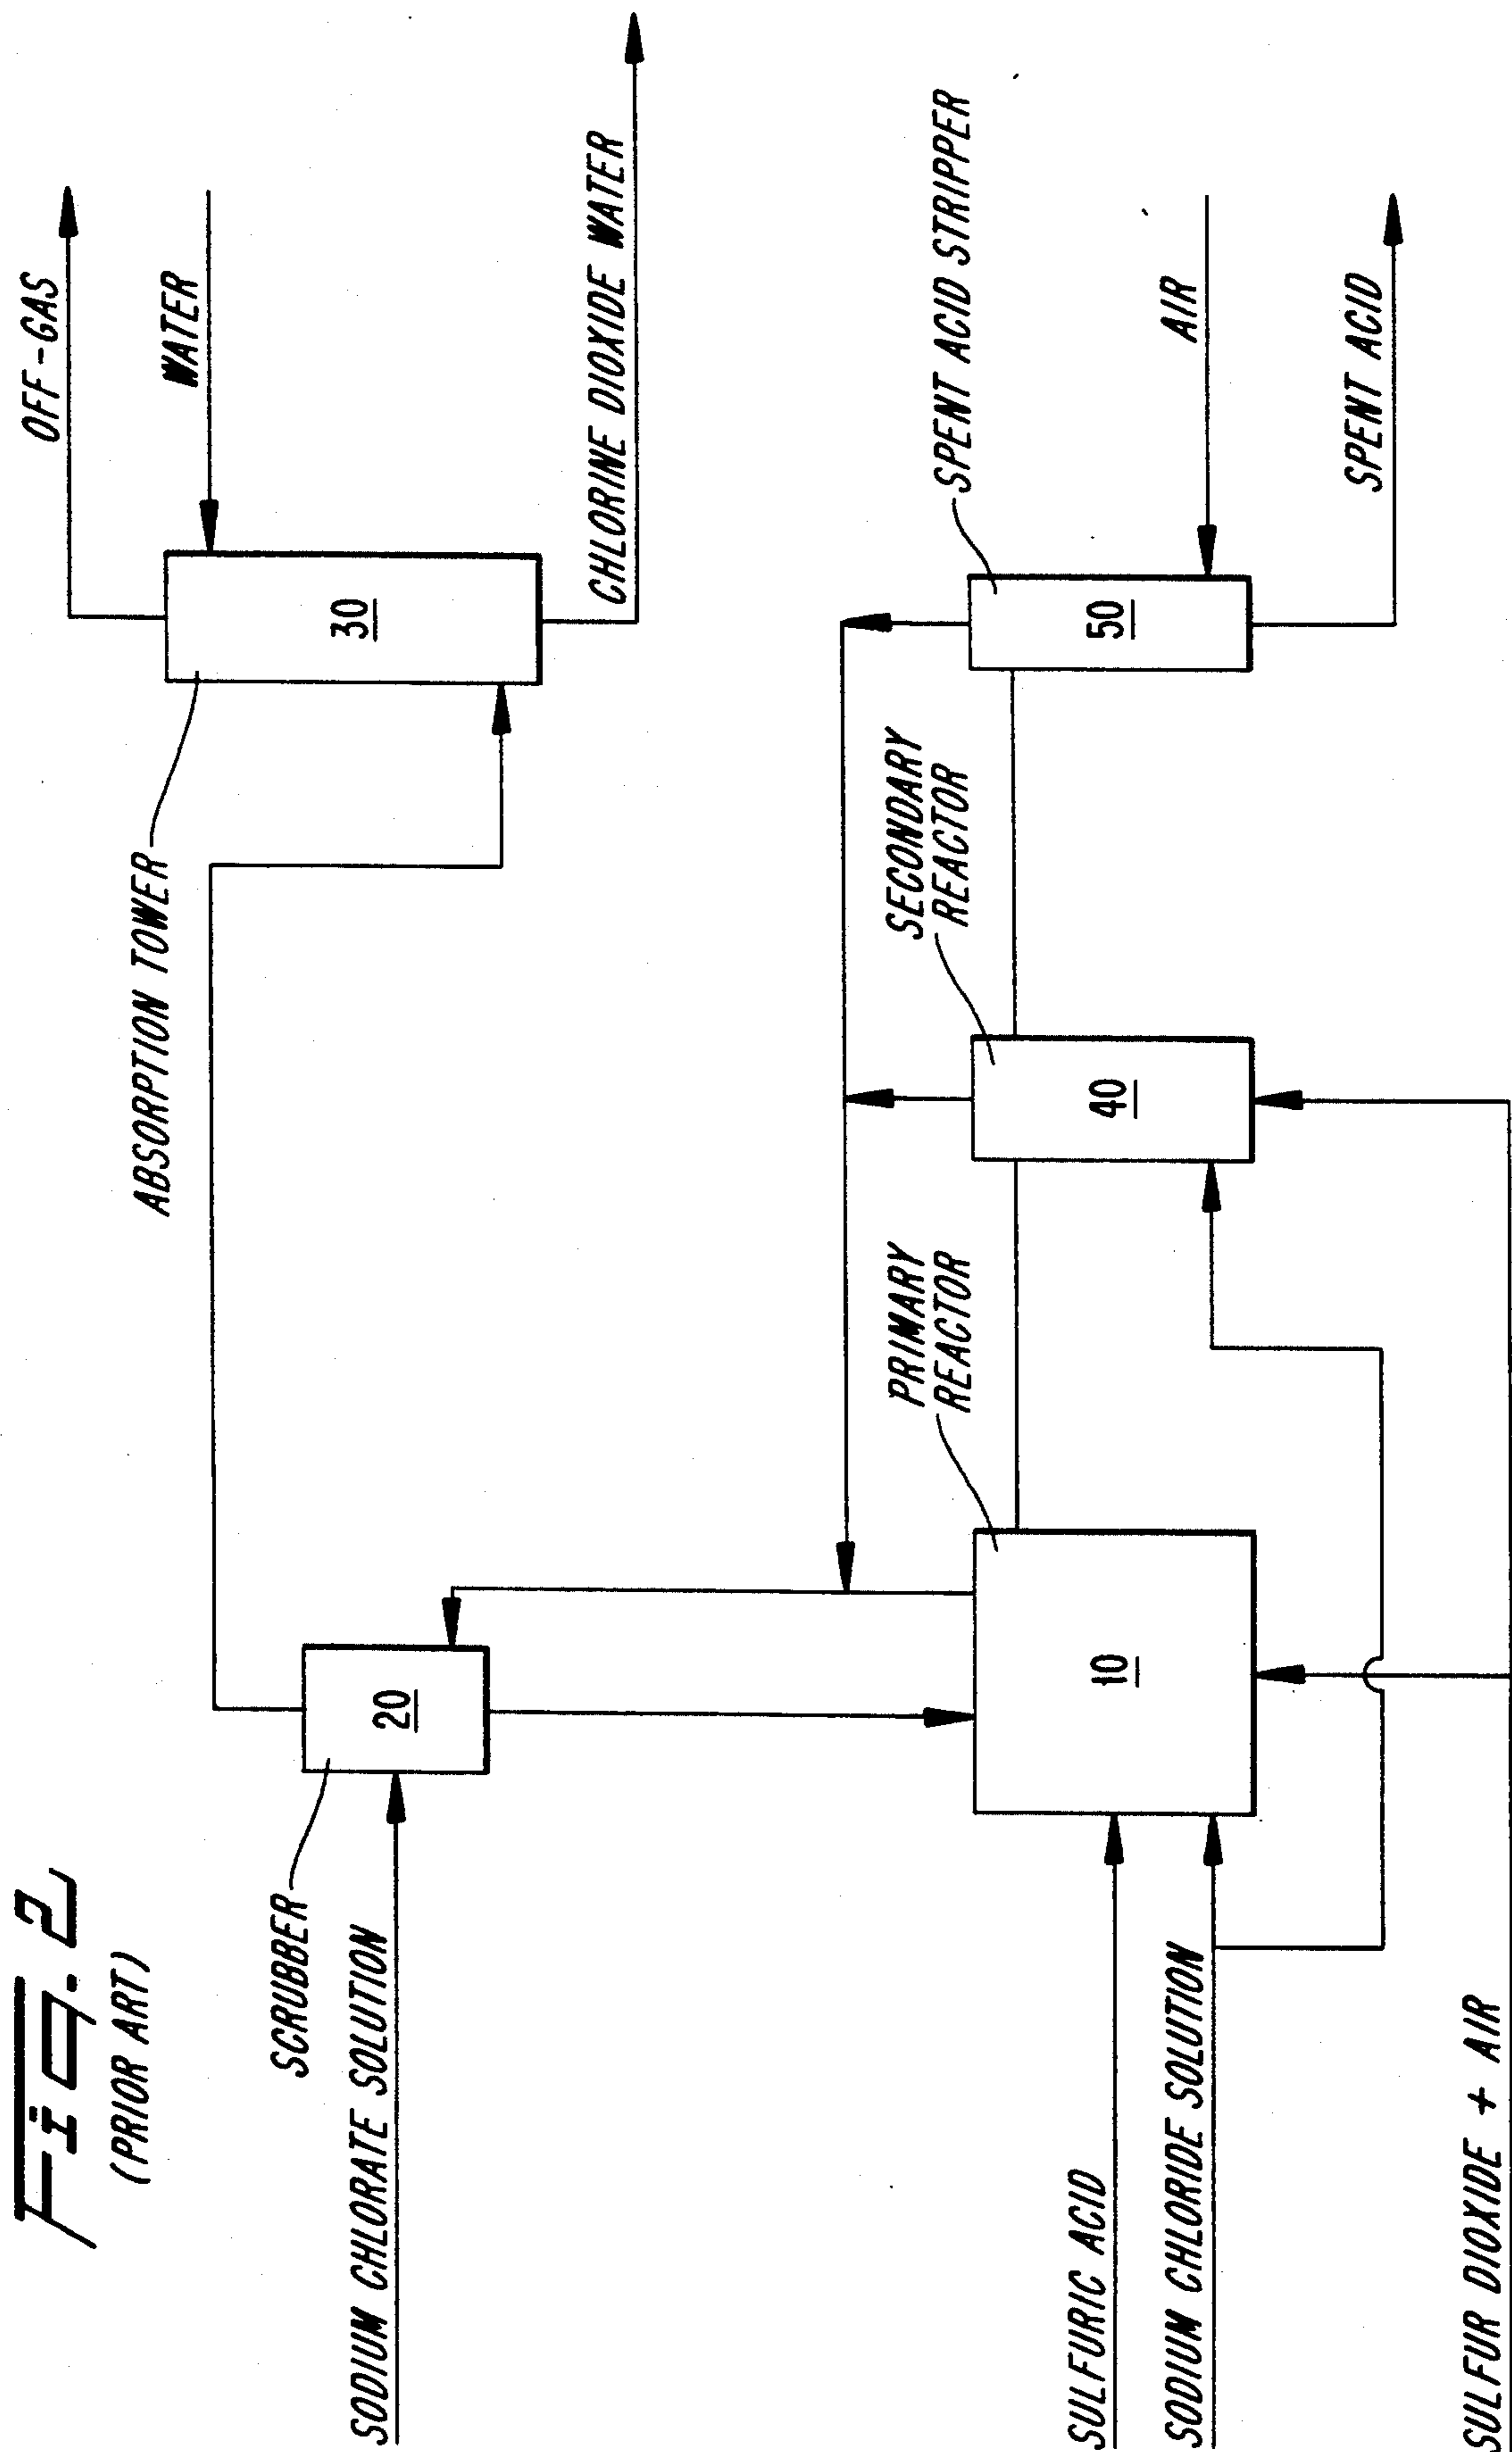 Fig. 2
(PRIOR ART)
OFF-GAS
WATER
ABSORPTION TOWER
30
CHLORINE DIOXIDE WATER
SCRUBBER
20
SODIUM CHLORATE SOLUTION
PRIMARY
REACTOR
10
SECONDARY
REACTOR
40
SPENT ACID STRIPPER
50
AIR
SPENT ACID
SULFURIC ACID
SODIUM CHLORIDE SOLUTION
SULFUR DIOXIDE + AIR